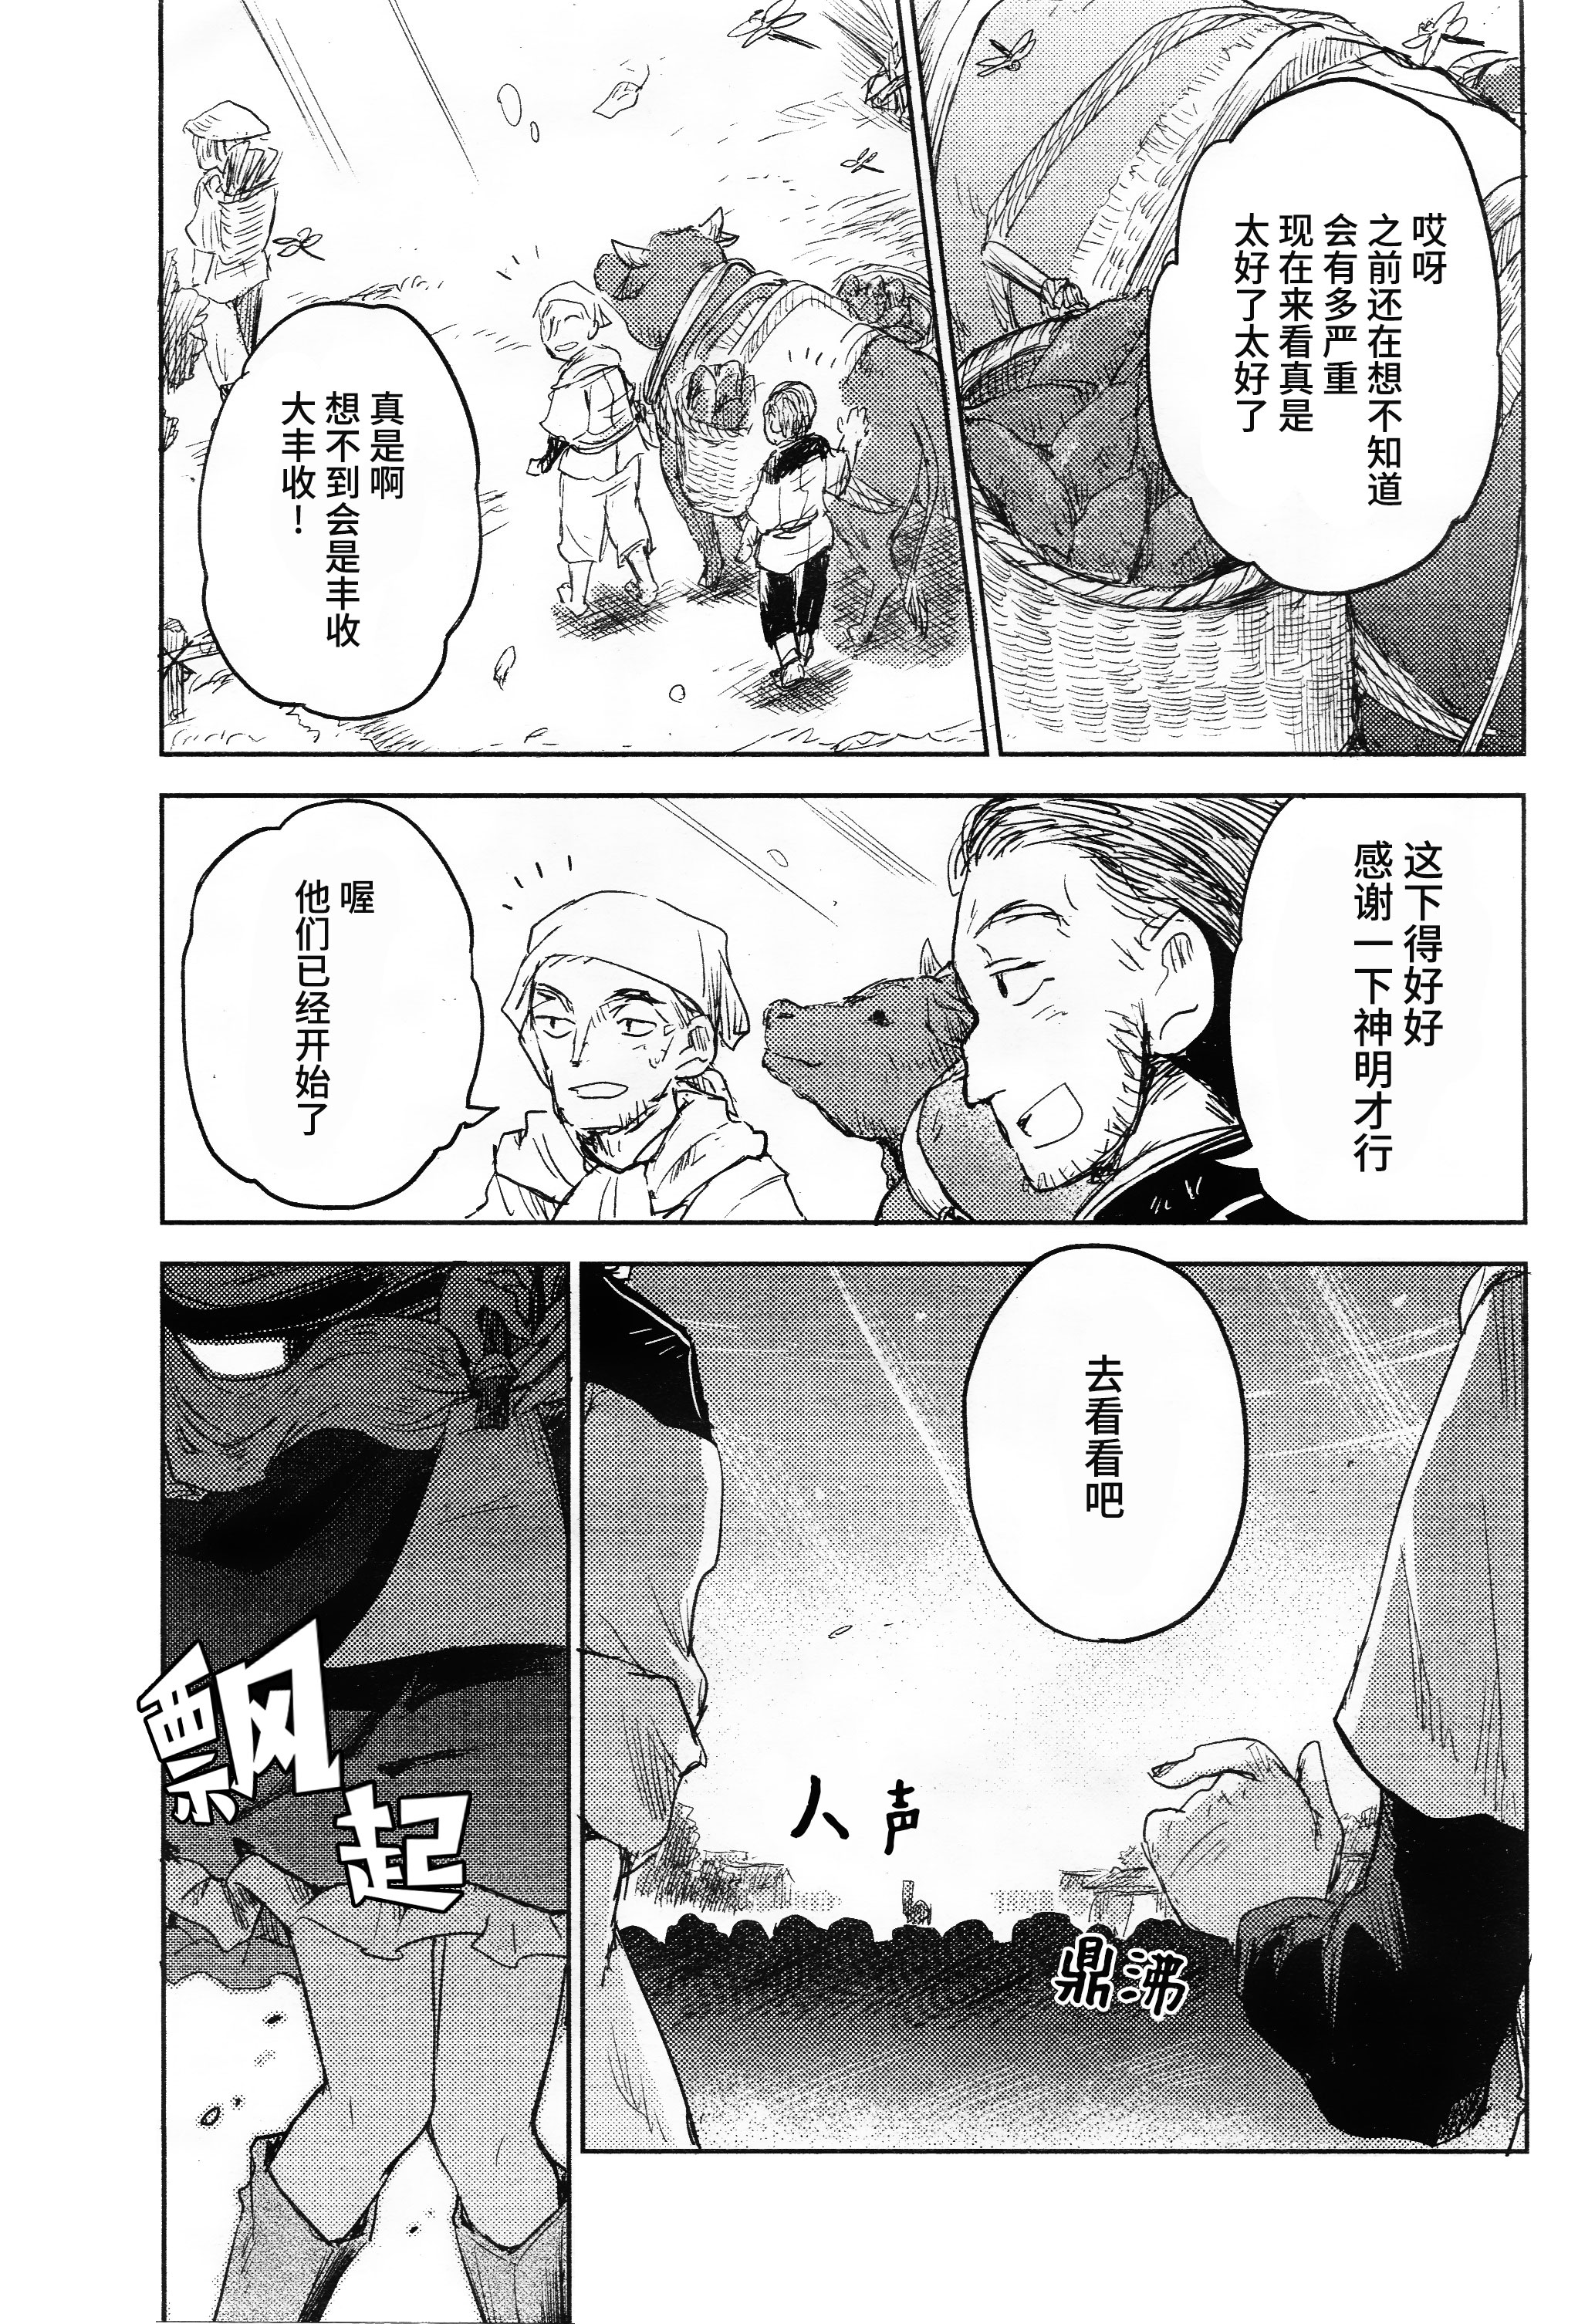 哎呀
之前还在想不知道
会有多严重
现在来看真是
太好了太好了
真是啊
想不到会是丰收
大丰收！
这下得好好
感谢一下神明才行
喔
他们已经开始了
去看看吧
人声
鼎沸
飘起